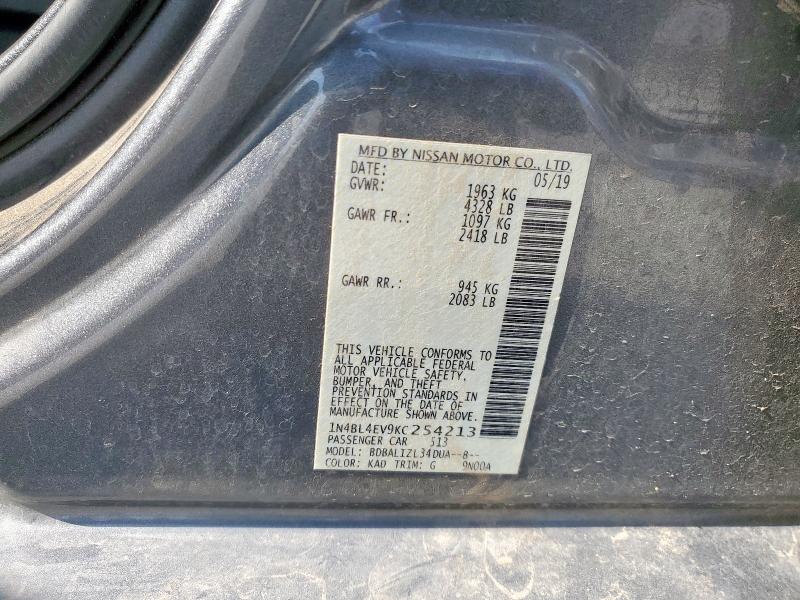 MFD BY NISSAN MOTOR CO., LTD.
DATE: 05/19
GVWR: 1963 KG
4328 LB
GAWR FR.: 1097 KG
2418 LB
GAWR RR.: 945 KG
2083 LB
THIS VEHICLE CONFORMS TO
ALL APPLICABLE FEDERAL
MOTOR VEHICLE SAFETY,
BUMPER, AND THEFT
PREVENTION STANDARDS IN
EFFECT ON THE DATE OF
MANUFACTURE SHOWN ABOVE.
1N4BL4EV9KC254213
PASSENGER CAR 513
MODEL: BDBALIZL34DUA--8--
COLOR: KAD TRIM: G 9N00A